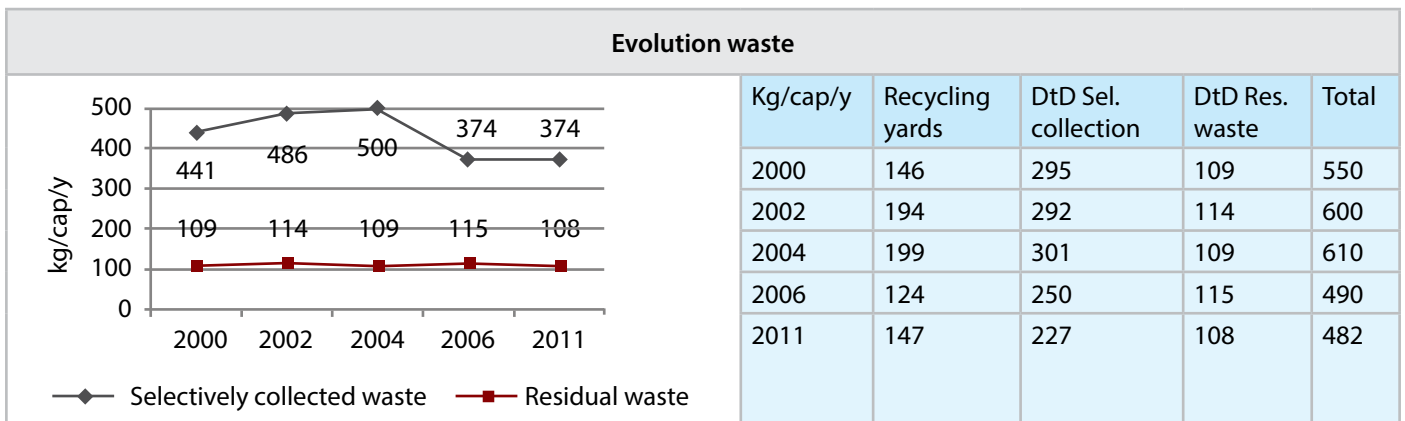 Evolution waste
500
400
300
200
100
0
kg/cap/y
441 486 500 374 374
109 114 109 115 108
2000 2002 2004 2006 2011
Selectively collected waste Residual waste
Kg/cap/y Recycling yards DtD Sel. collection DtD Res. waste Total
2000 146 295 109 550
2002 194 292 114 600
2004 199 301 109 610
2006 124 250 115 490
2011 147 227 108 482